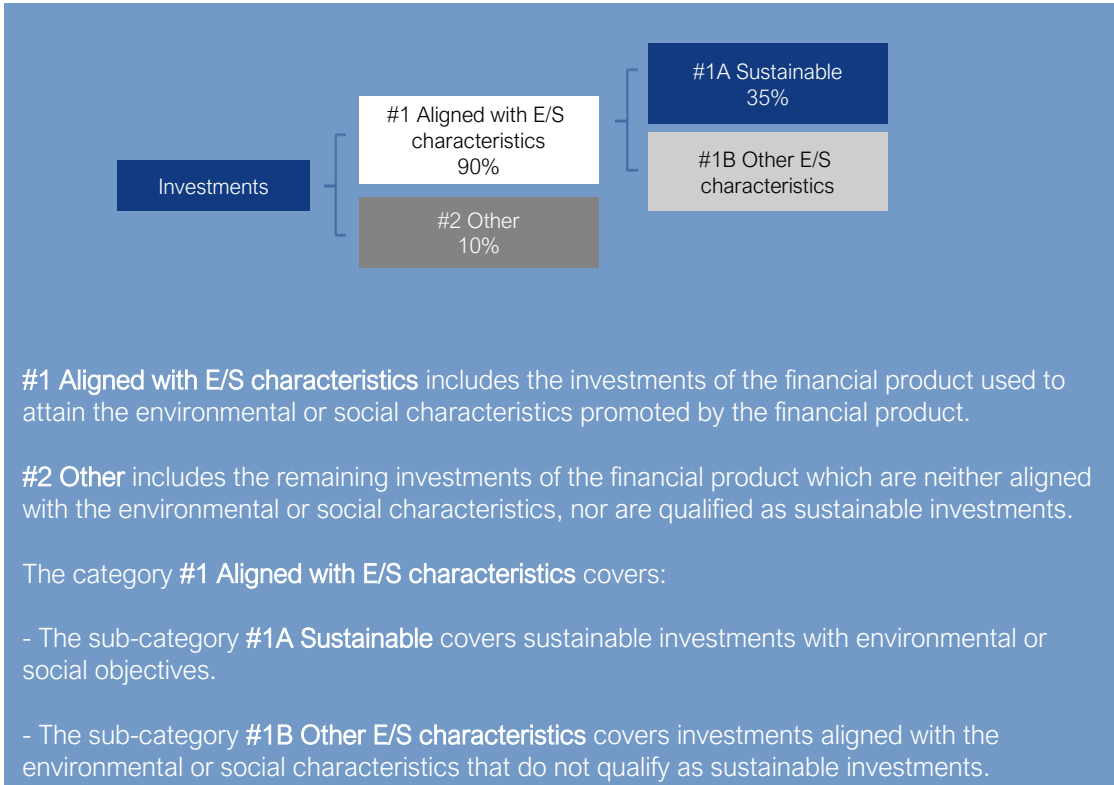 Investments
#1 Aligned with E/S
characteristics
90%
#2 Other
10%
#1A Sustainable
35%
#1B Other E/S
characteristics
#1 Aligned with E/S characteristics includes the investments of the financial product used to
attain the environmental or social characteristics promoted by the financial product.
#2 Other includes the remaining investments of the financial product which are neither aligned
with the environmental or social characteristics, nor are qualified as sustainable investments.
The category #1 Aligned with E/S characteristics covers:
- The sub-category #1A Sustainable covers sustainable investments with environmental or
social objectives.
- The sub-category #1B Other E/S characteristics covers investments aligned with the
environmental or social characteristics that do not qualify as sustainable investments.